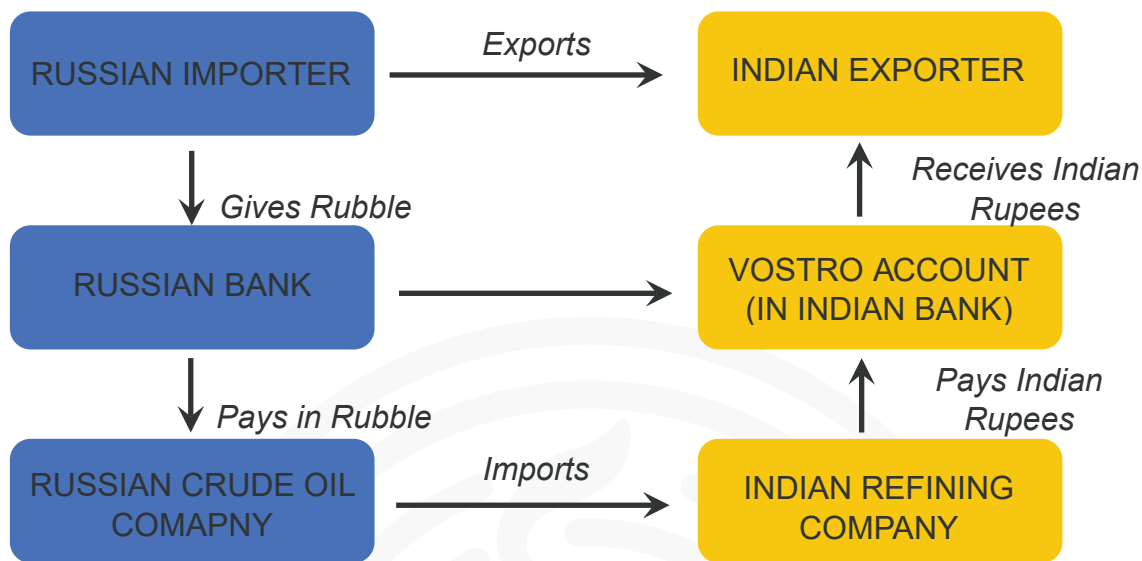 Exports
RUSSIAN IMPORTER
INDIAN EXPORTER
Receives Indian
Rupees
Gives Rubble
RUSSIAN BANK
VOSTRO ACCOUNT
(IN INDIAN BANK)
Pays in Rubble
Pays Indian
Rupees
Imports
RUSSIAN CRUDE OIL
COMAPNY
INDIAN REFINING
COMPANY